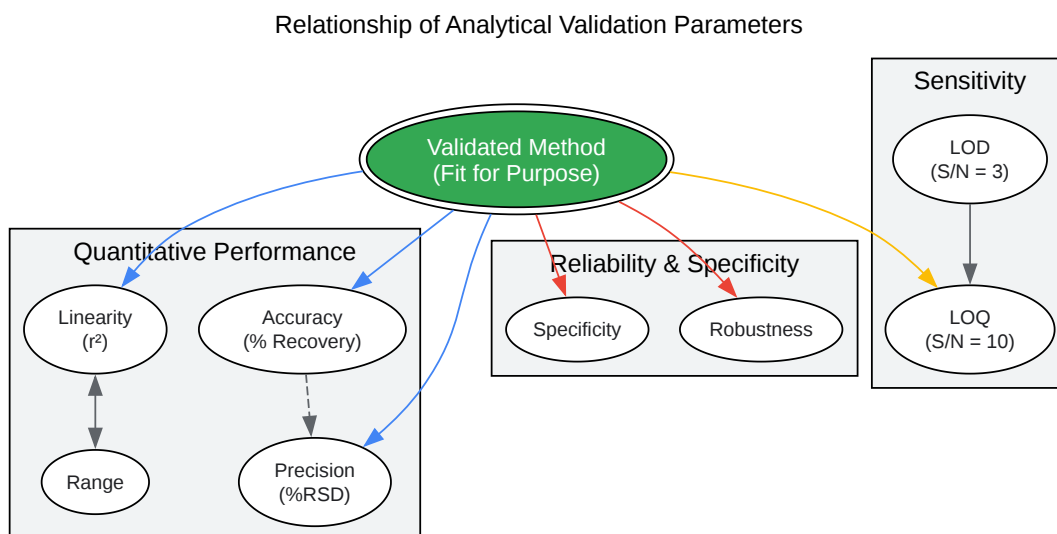 Relationship of Analytical Validation Parameters
Validated Method
(Fit for Purpose)
Quantitative Performance
Linearity
(r²)
Accuracy
(% Recovery)
Range
Precision
(%RSD)
Reliability & Specificity
Specificity
Robustness
Sensitivity
LOD
(S/N = 3)
LOQ
(S/N = 10)